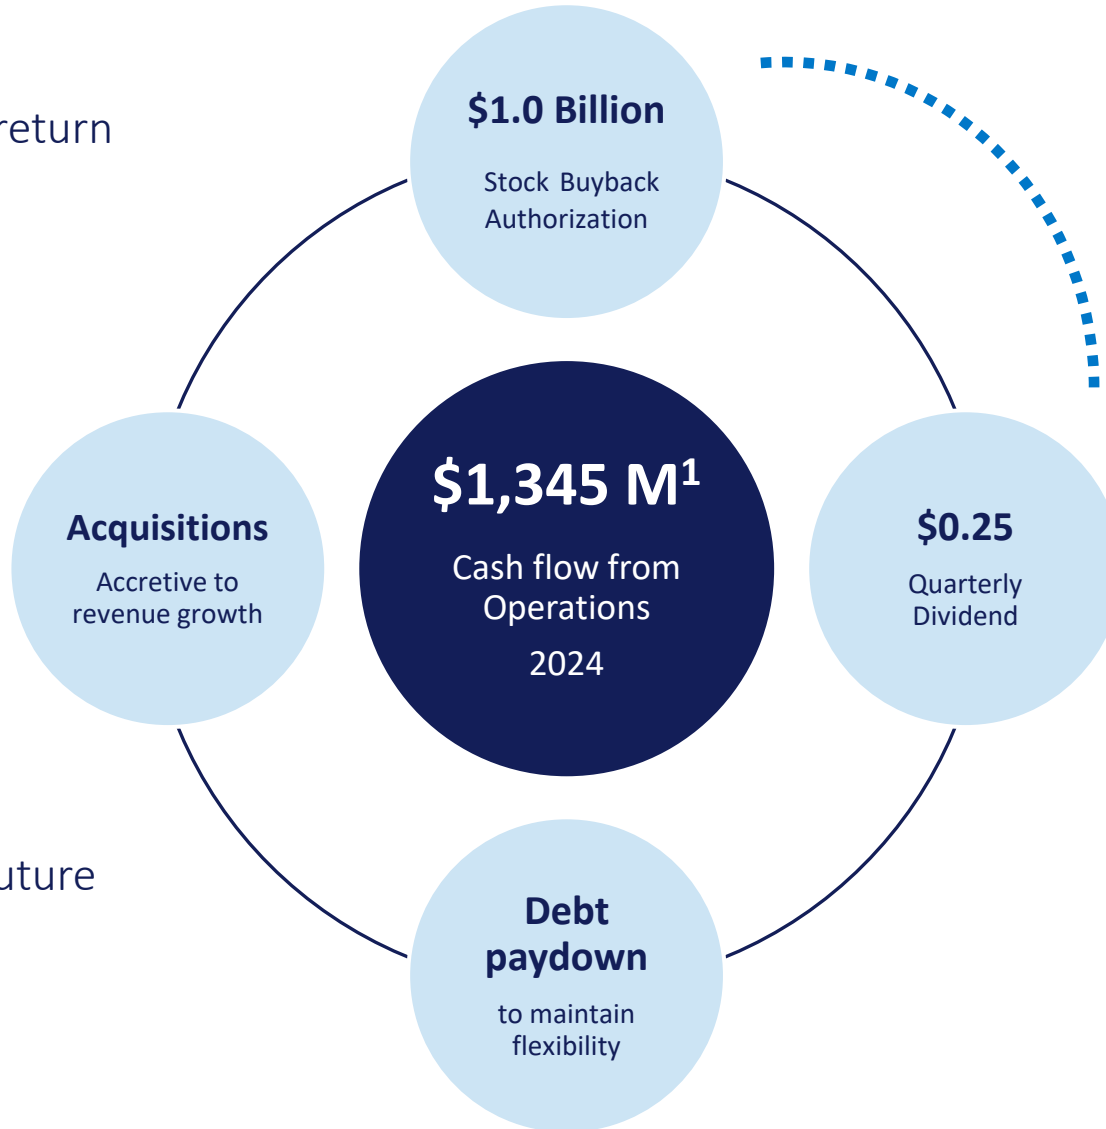 $1.0 Billion
return
Stock Buyback
Authorization
$1,345 M¹
Cash flow from
Operations
2024
Acquisitions
Accretive to
revenue growth
$0.25
Quarterly
Dividend
Debt
paydown
to maintain
flexibility